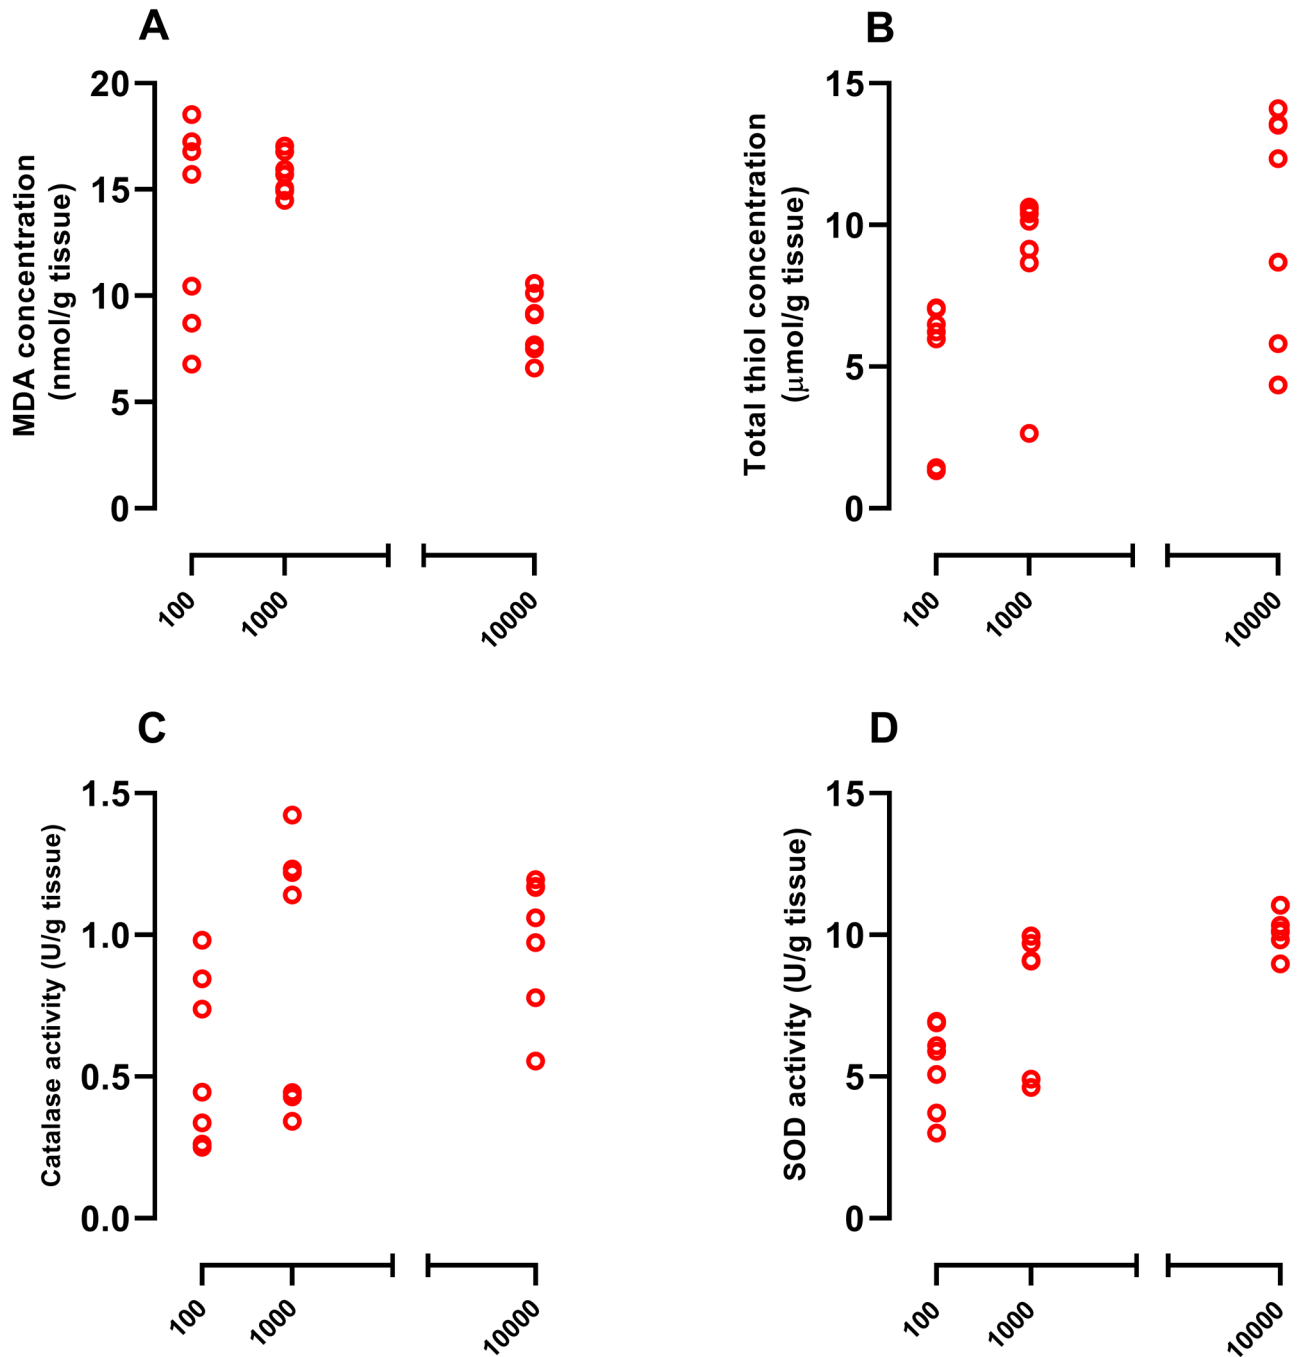 A
MDA concentration
(nmol/g tissue)
20
15
10
5
0
100
1000
10000
B
Total thiol concentration
(μmol/g tissue)
15
10
5
0
100
1000
10000
C
Catalase activity (U/g tissue)
1.5
1.0
0.5
0.0
100
1000
10000
D
SOD activity (U/g tissue)
15
10
5
0
100
1000
10000